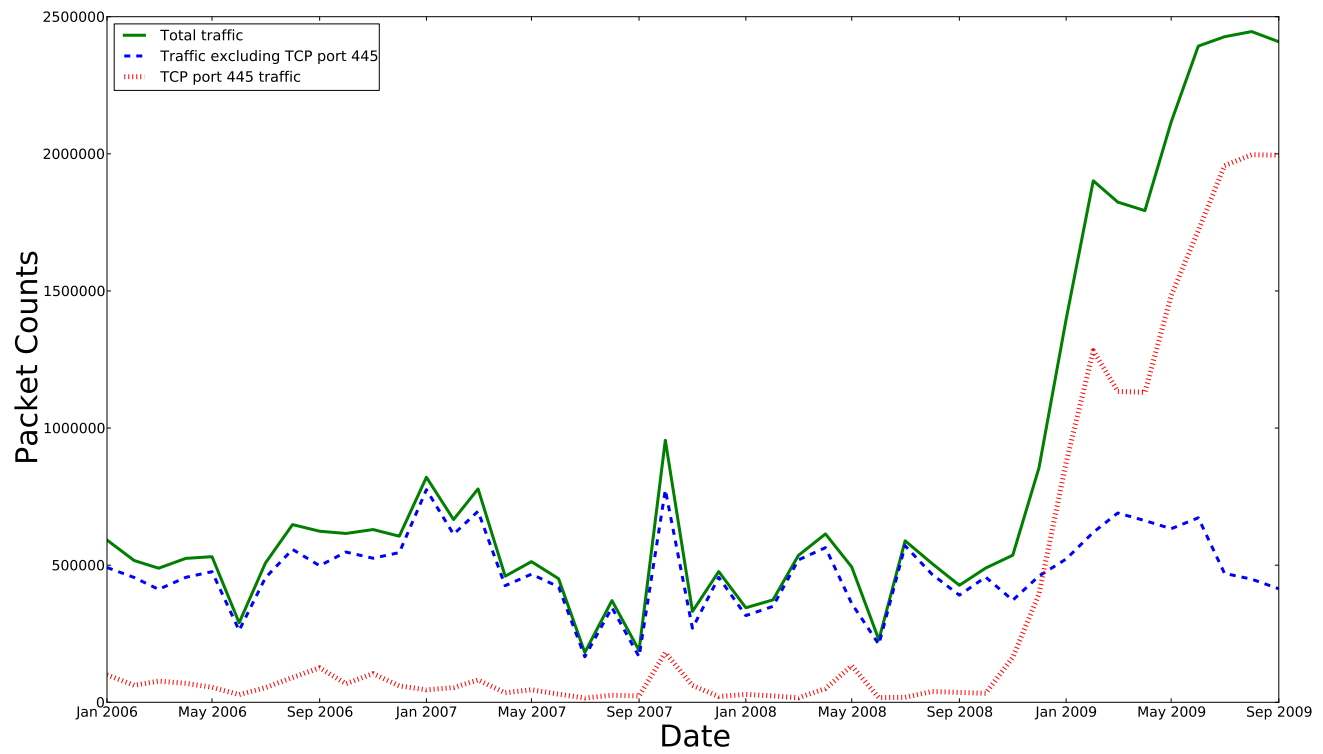 Total traffic
Traffic excluding TCP port 445
TCP port 445 traffic
2500000
2000000
1500000
1000000
500000
0
Packet Counts
Jan 2006 May 2006 Sep 2006 Jan 2007 May 2007 Sep 2007 Jan 2008 May 2008 Sep 2008 Jan 2009 May 2009 Sep 2009
Date